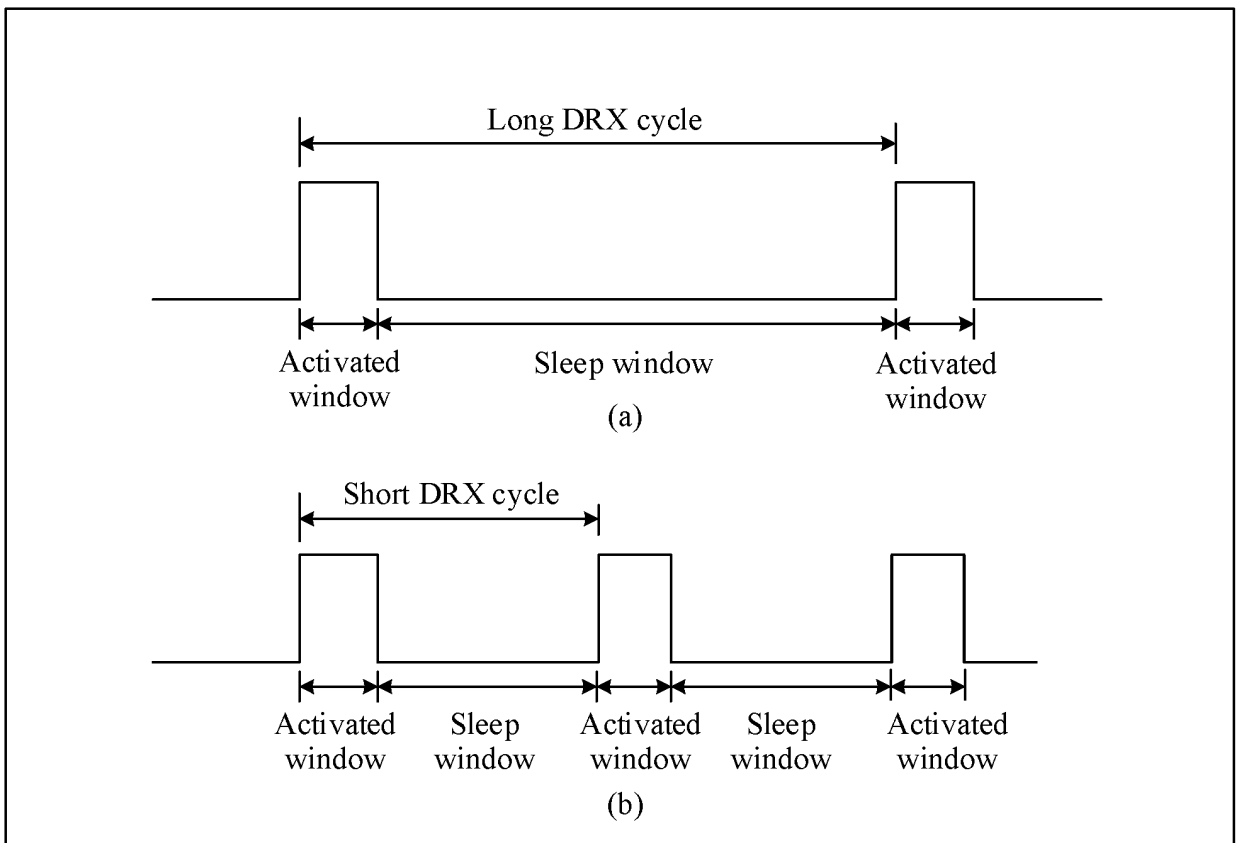 Long DRX cycle
Activated
window
Sleep window
Activated
window
(a)
Short DRX cycle
Activated
window
Sleep
window
Activated
window
Sleep
window
Activated
window
(b)